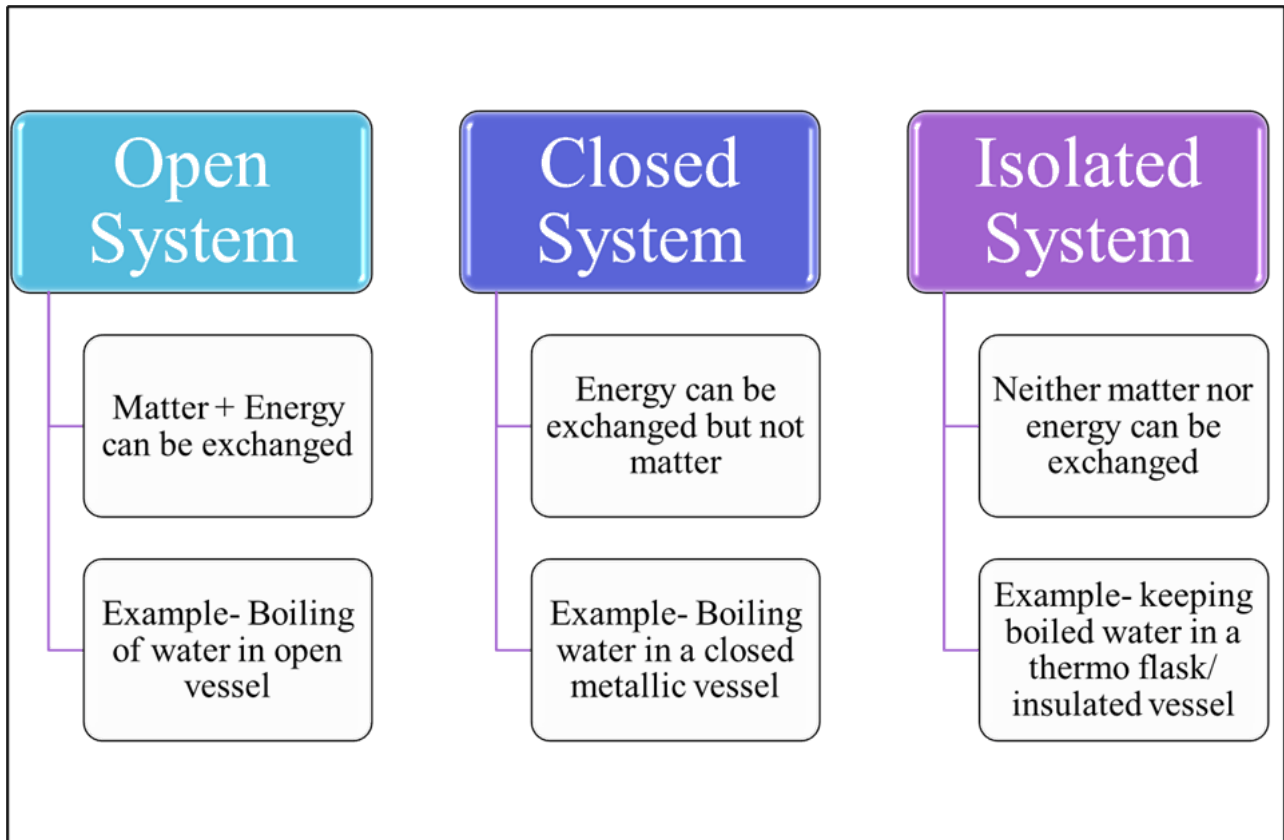 Open
System
Matter + Energy
can be exchanged
Example- Boiling
of water in open
vessel
Closed
System
Energy can be
exchanged but not
matter
Example- Boiling
water in a closed
metallic vessel
Isolated
System
Neither matter nor
energy can be
exchanged
Example- keeping
boiled water in a
thermo flask/
insulated vessel